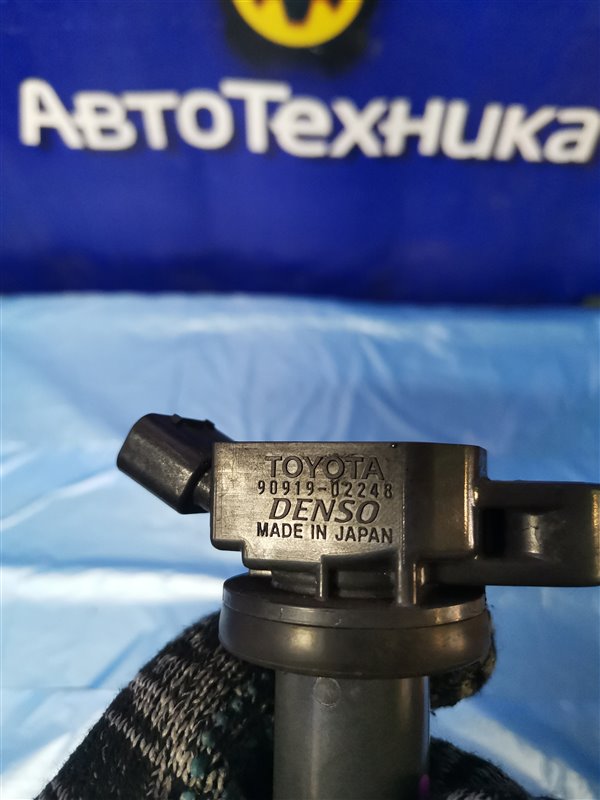 АвтоТехника
TOYOTA
90919-02248
DENSO
MADE IN JAPAN